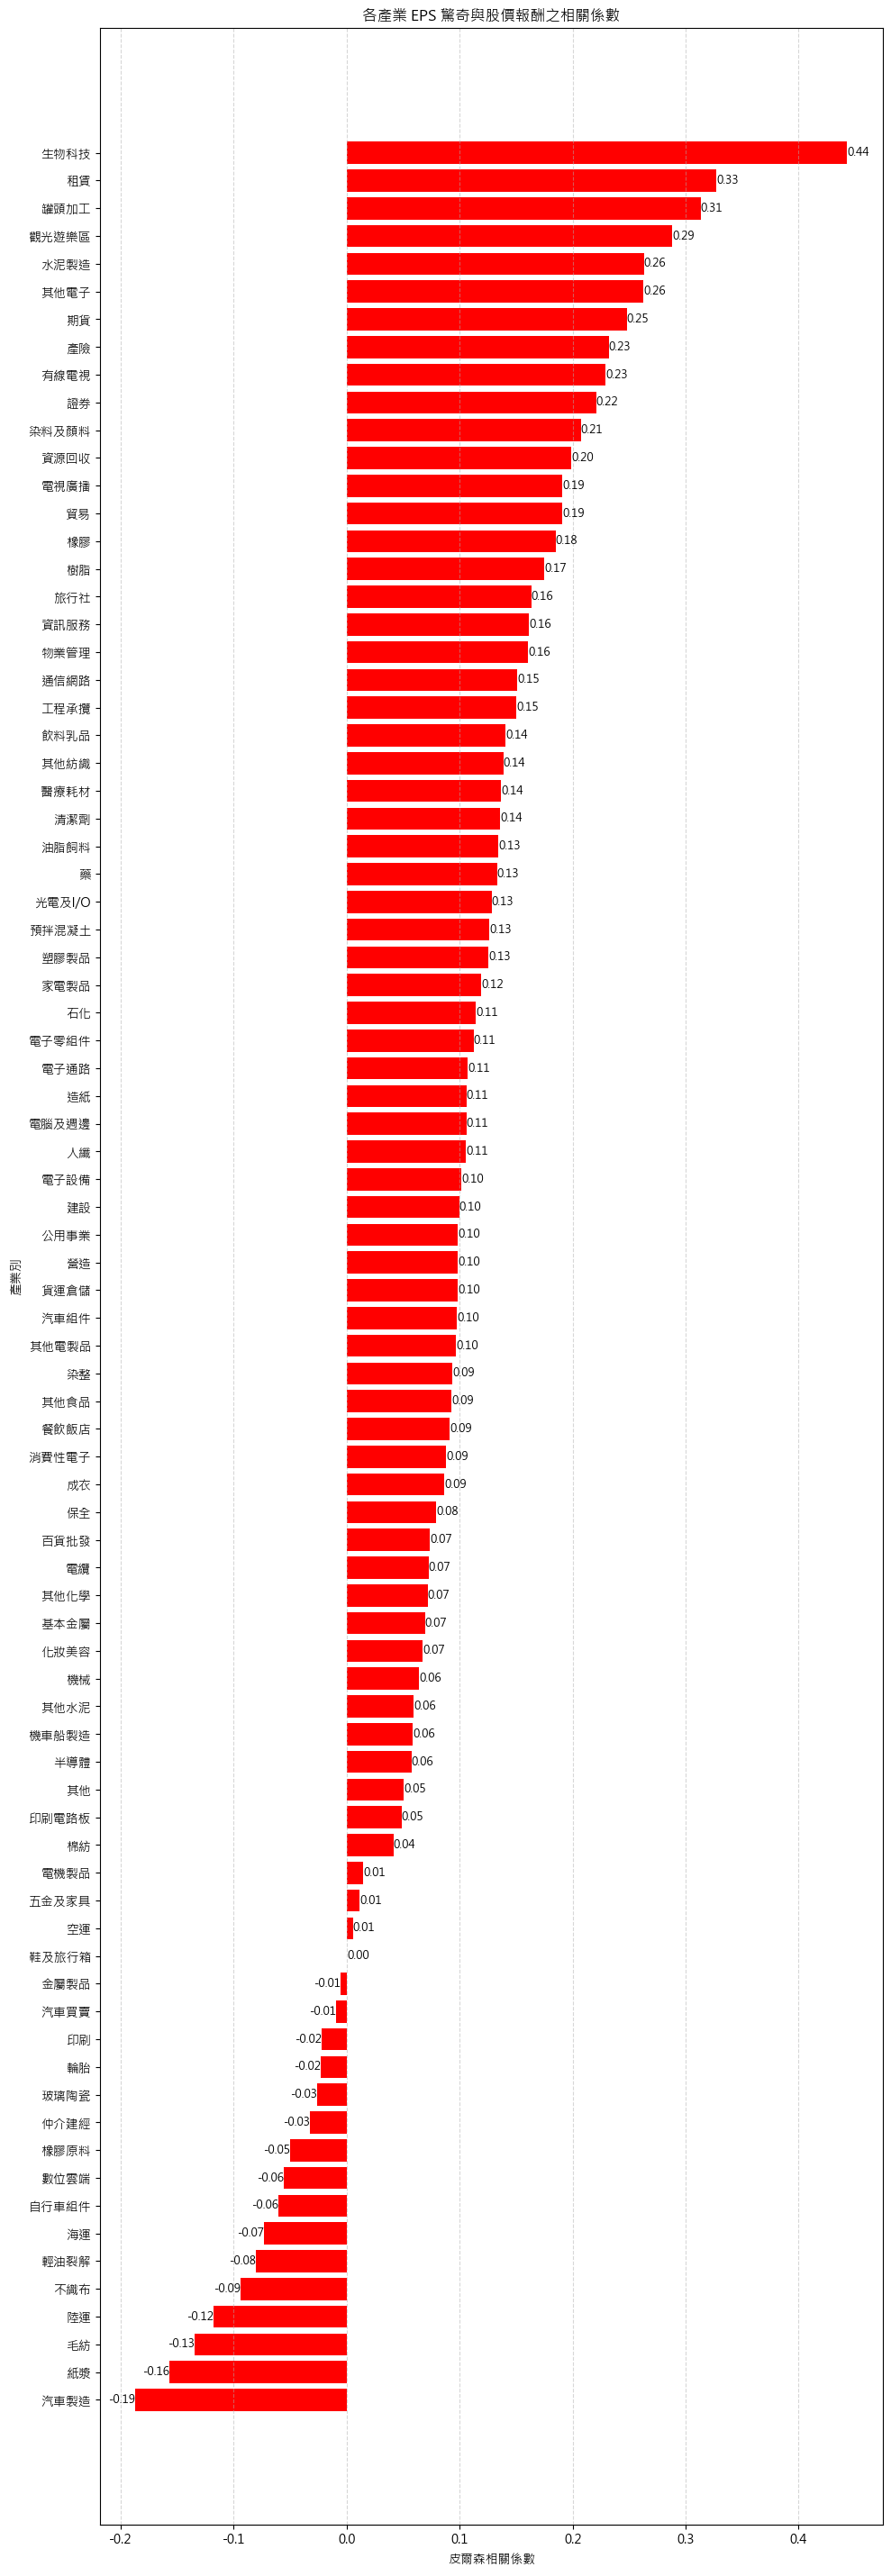 各產業 EPS 驚奇與股價報酬之相關係數
生物科技 0.44
租賃 0.33
罐頭加工 0.31
觀光遊樂區 0.29
水泥製造 0.26
其他電子 0.26
期貨 0.25
產險 0.23
有線電視 0.23
證券 0.22
染料及顏料 0.21
資源回收 0.20
電視廣播 0.19
貿易 0.19
橡膠 0.18
樹脂 0.17
旅行社 0.16
資訊服務 0.16
物業管理 0.16
通信網路 0.15
工程承攬 0.15
飲料乳品 0.14
其他紡織 0.14
醫療耗材 0.14
清潔劑 0.14
油脂飼料 0.13
藥 0.13
光電及I/O 0.13
預拌混凝土 0.13
塑膠製品 0.13
家電製品 0.12
石化 0.11
電子零組件 0.11
電子通路 0.11
造紙 0.11
電腦及週邊 0.11
人纖 0.11
電子設備 0.10
建設 0.10
公用事業 0.10
營造 0.10
貨運倉儲 0.10
汽車組件 0.10
其他電製品 0.10
染整 0.09
其他食品 0.09
餐飲飯店 0.09
消費性電子 0.09
成衣 0.09
保全 0.08
百貨批發 0.07
電纜 0.07
其他化學 0.07
基本金屬 0.07
化妝美容 0.07
機械 0.06
其他水泥 0.06
機車船製造 0.06
半導體 0.06
其他 0.05
印刷電路板 0.05
棉紡 0.04
電機製品 0.01
五金及家具 0.01
空運 0.01
鞋及旅行箱 0.00
金屬製品 -0.01
汽車買賣 -0.01
印刷 -0.02
輪胎 -0.02
玻璃陶瓷 -0.03
仲介建經 -0.03
橡膠原料 -0.05
數位雲端 -0.06
自行車組件 -0.06
海運 -0.07
輕油裂解 -0.08
不織布 -0.09
陸運 -0.12
毛紡 -0.13
紙漿 -0.16
汽車製造 -0.19
產業別
-0.2 -0.1 0.0 0.1 0.2 0.3 0.4
皮爾森相關係數